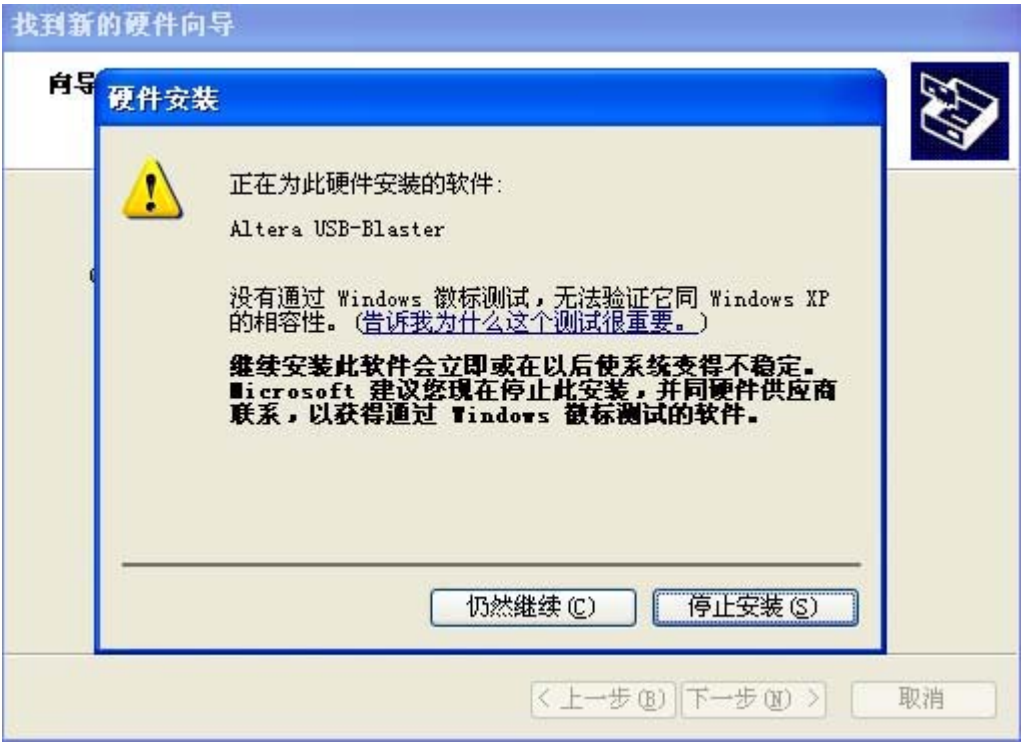 找到新的硬件向导
向导
硬件安装
正在为此硬件安装的软件:
Altera USB-Blaster
没有通过 Windows 徽标测试，无法验证它同 Windows XP
的相容性。(告诉我为什么这个测试很重要。)
继续安装此软件会立即或在以后使系统变得不稳定。
Microsoft 建议您现在停止此安装，并同硬件供应商
联系，以获得通过 Windows 徽标测试的软件。
仍然继续(C) 停止安装(S)
< 上一步(B) 下一步(N) > 取消